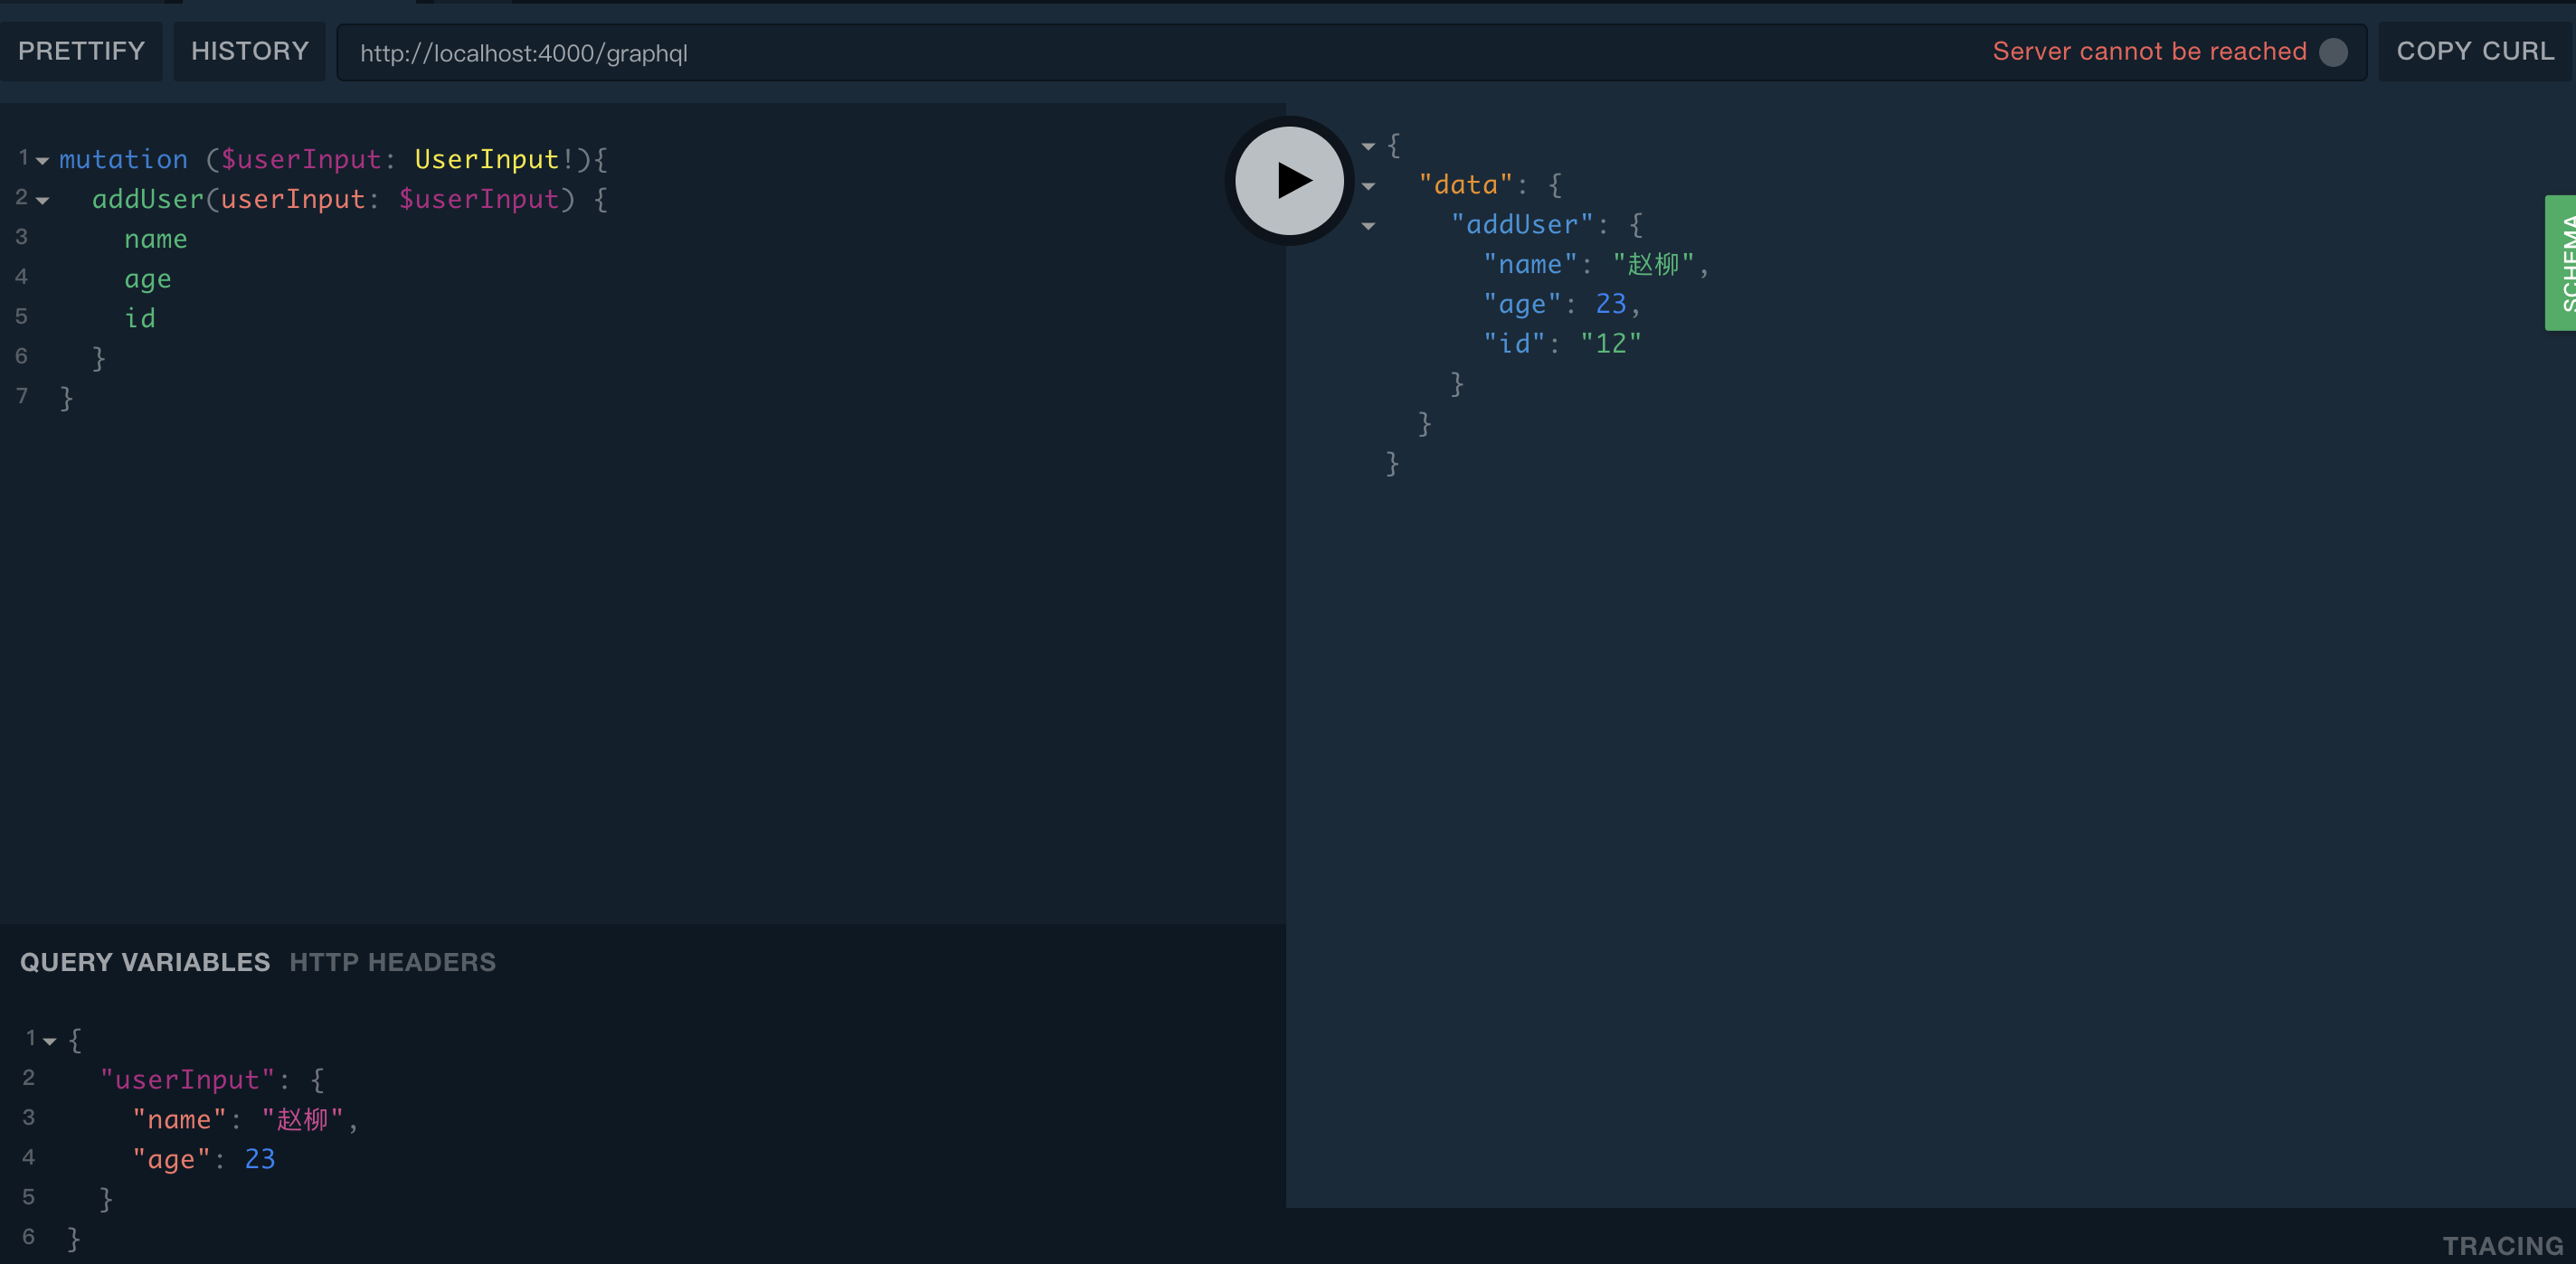 PRETTIFY HISTORY http://localhost:4000/graphql Server cannot be reached COPY CURL
1 mutation ($userInput: UserInput!){
2 addUser(userInput: $userInput) {
3 name
4 age
5 id
6 }
7 }
QUERY VARIABLES HTTP HEADERS
1 {
2 "userInput": {
3 "name": "赵柳",
4 "age": 23
5 }
6 }
{
"data": {
"addUser": {
"name": "赵柳",
"age": 23,
"id": "12"
}
}
}
SCHEMA
TRACING